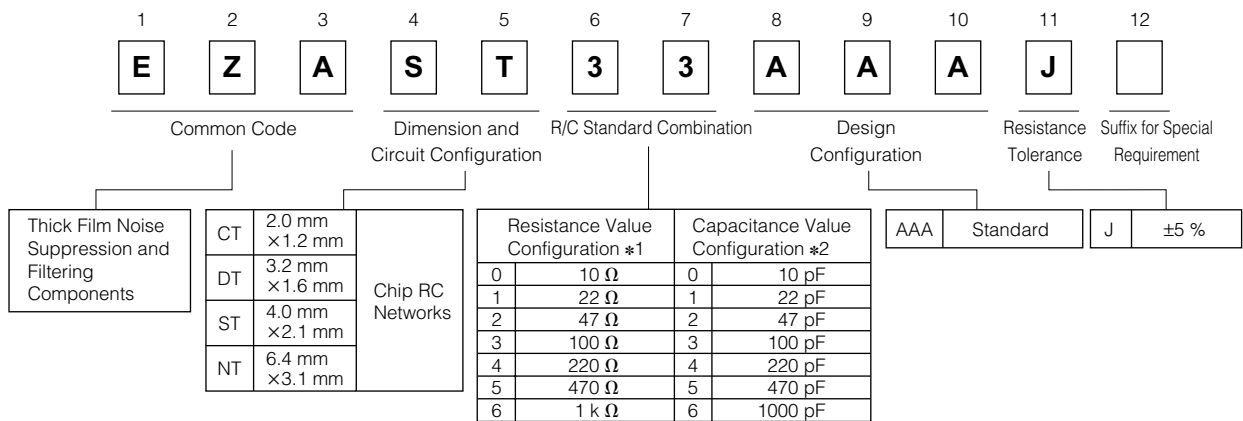 1 2 3 4 5 6 7 8 9 10 11 12
E Z A S T 3 3 A A A J
Common Code
Dimension and
Circuit Configuration
R/C Standard Combination
Design
Configuration
Resistance
Tolerance
Suffix for Special
Requirement
Thick Film Noise
Suppression and
Filtering
Components
CT 2.0 mm
×1.2 mm
DT 3.2 mm
×1.6 mm
ST 4.0 mm
×2.1 mm
NT 6.4 mm
×3.1 mm
Chip RC
Networks
Resistance Value
Configuration *1
Capacitance Value
Configuration *2
0 10 Ω 0 10 pF
1 22 Ω 1 22 pF
2 47 Ω 2 47 pF
3 100 Ω 3 100 pF
4 220 Ω 4 220 pF
5 470 Ω 5 470 pF
6 1 k Ω 6 1000 pF
AAA Standard
J ±5 %